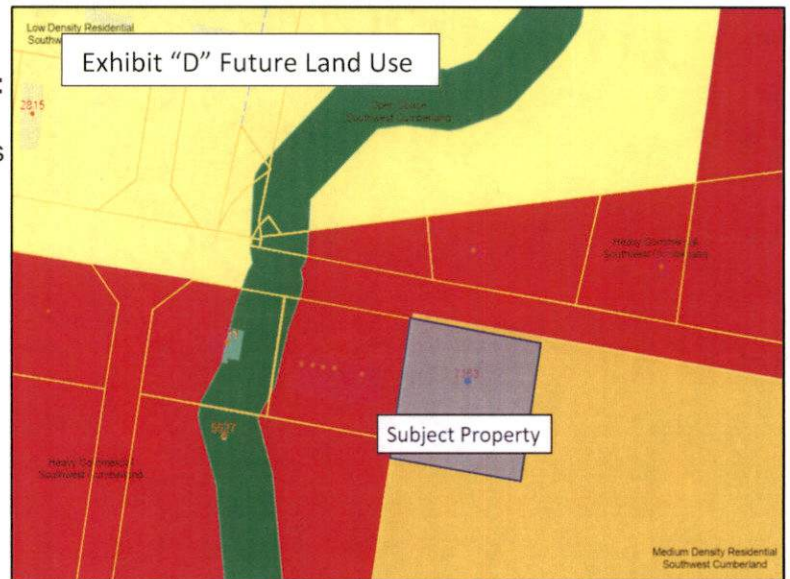 Low Density Residential
Exhibit "D" Future Land Use
2815
s
Open Space
Southwest Cumberland
Heavy Commercial
Southwest Cumberland
Subject Property
Heavy Commercial
Southwest Cumberland
Medium Density Residential
Southwest Cumberland